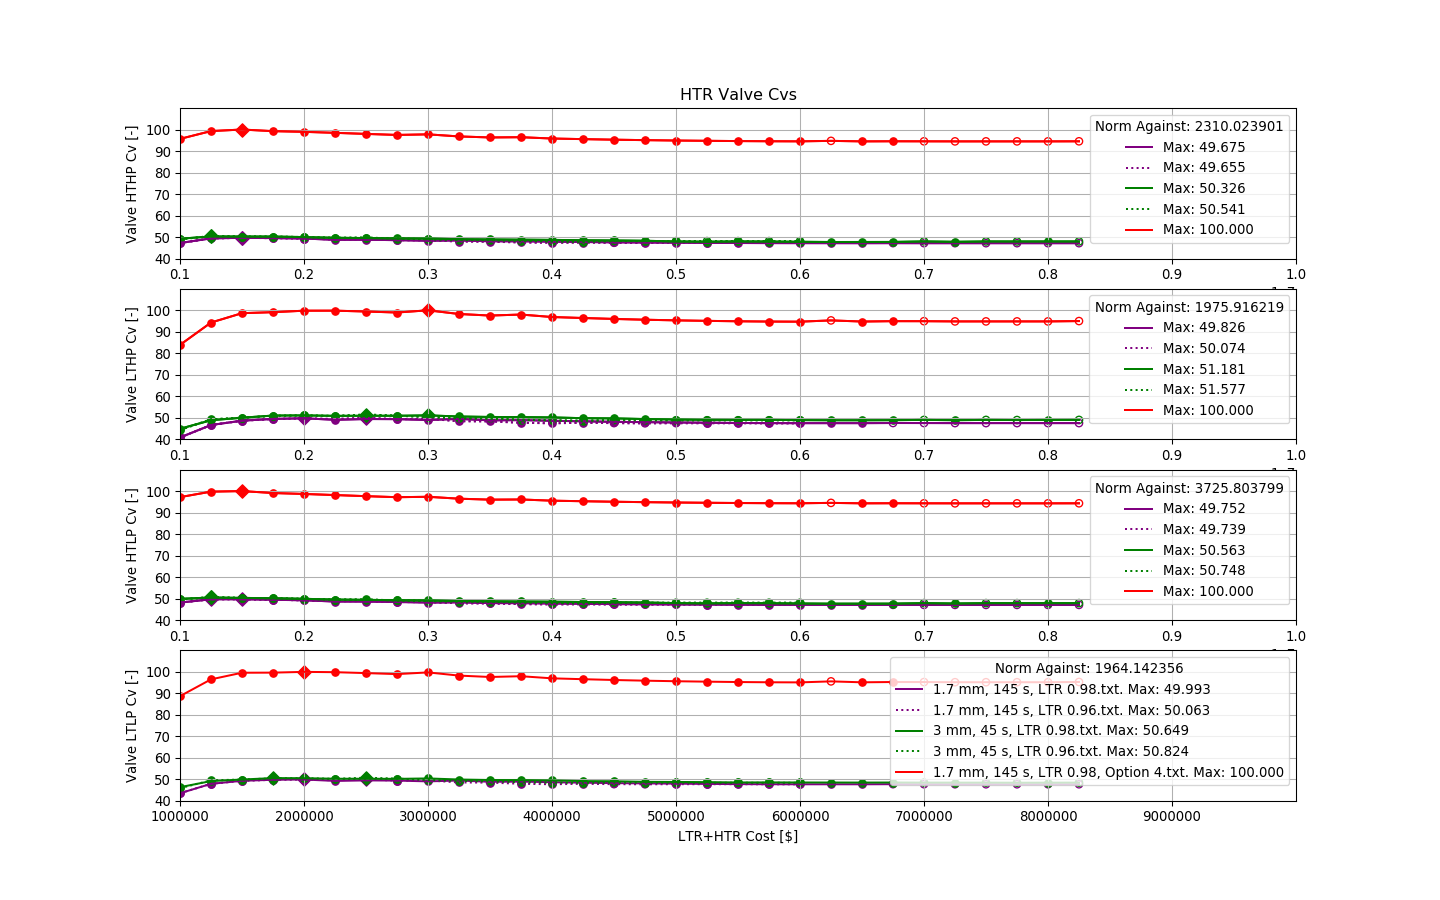 HTR Valve Cvs
Valve HTHP Cv [-]
100
90
80
70
60
50
40
Norm Against: 2310.023901
Max: 49.675
Max: 49.655
Max: 50.326
Max: 50.541
Max: 100.000
0.1 0.2 0.3 0.4 0.5 0.6 0.7 0.8 0.9 1.0
Valve LTHP Cv [-]
100
90
80
70
60
50
40
Norm Against: 1975.916219
Max: 49.826
Max: 50.074
Max: 51.181
Max: 51.577
Max: 100.000
0.1 0.2 0.3 0.4 0.5 0.6 0.7 0.8 0.9 1.0
Valve HTLP Cv [-]
100
90
80
70
60
50
40
Norm Against: 3725.803799
Max: 49.752
Max: 49.739
Max: 50.563
Max: 50.748
Max: 100.000
0.1 0.2 0.3 0.4 0.5 0.6 0.7 0.8 0.9 1.0
Valve LTLP Cv [-]
100
90
80
70
60
50
40
Norm Against: 1964.142356
1.7 mm, 145 s, LTR 0.98.txt. Max: 49.993
1.7 mm, 145 s, LTR 0.96.txt. Max: 50.063
3 mm, 45 s, LTR 0.98.txt. Max: 50.649
3 mm, 45 s, LTR 0.96.txt. Max: 50.824
1.7 mm, 145 s, LTR 0.98, Option 4.txt. Max: 100.000
1000000 2000000 3000000 4000000 5000000 6000000 7000000 8000000 9000000
LTR+HTR Cost [$]